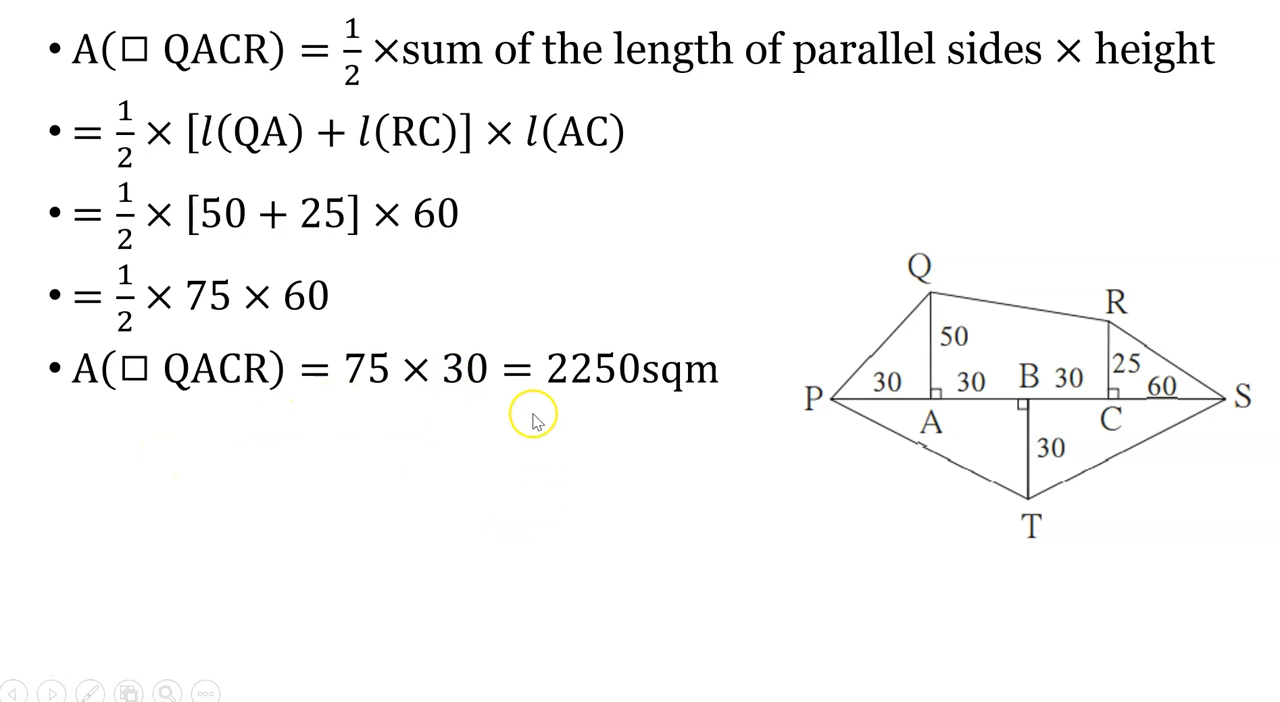 • A(□ QACR) = 1/2 ×sum of the length of parallel sides × height
• = 1/2 × [l(QA) + l(RC)] × l(AC)
• = 1/2 × [50 + 25] × 60
• = 1/2 × 75 × 60
• A(□ QACR) = 75 × 30 = 2250sqm
Q
R
50
25
30
30
B
30
60
P
S
A
C
30
T